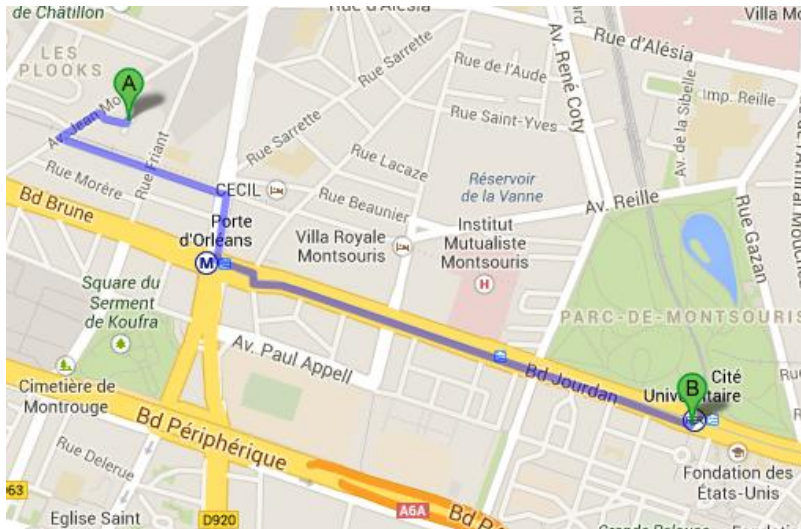 de Châtillon
Rue d'Alésia
Villa M
LES
PLOOKS
A
Av. Jean Mo
Rue Sarrette
Rue de l'Aude
Av. René Coty
Rue d'Alésia
Imp. Reille
Av. de la Sibelle
Rue Saint-Yves
Rue Friant
Rue Sarrette
Rue Lacaze
Rue Morère
CECIL
Rue Beaunier
Réservoir
de la Vanne
Av. Reille
Rue Gazan
Bd Brune
Porte
d'Orléans
M
Villa Royale
Montsouris
Institut
Mutualiste
Montsouris
H
Square du
Serment
de Koufra
PARC-DE-MONTSOURIS
Av. Paul Appell
Bd Jourdan
B
Cité
Universitaire
Cimetière de
Montrouge
Bd Périphérique
Rue Delerue
Fondation des
États-Unis
D63
Eglise Saint
D920
A6A
Bd P